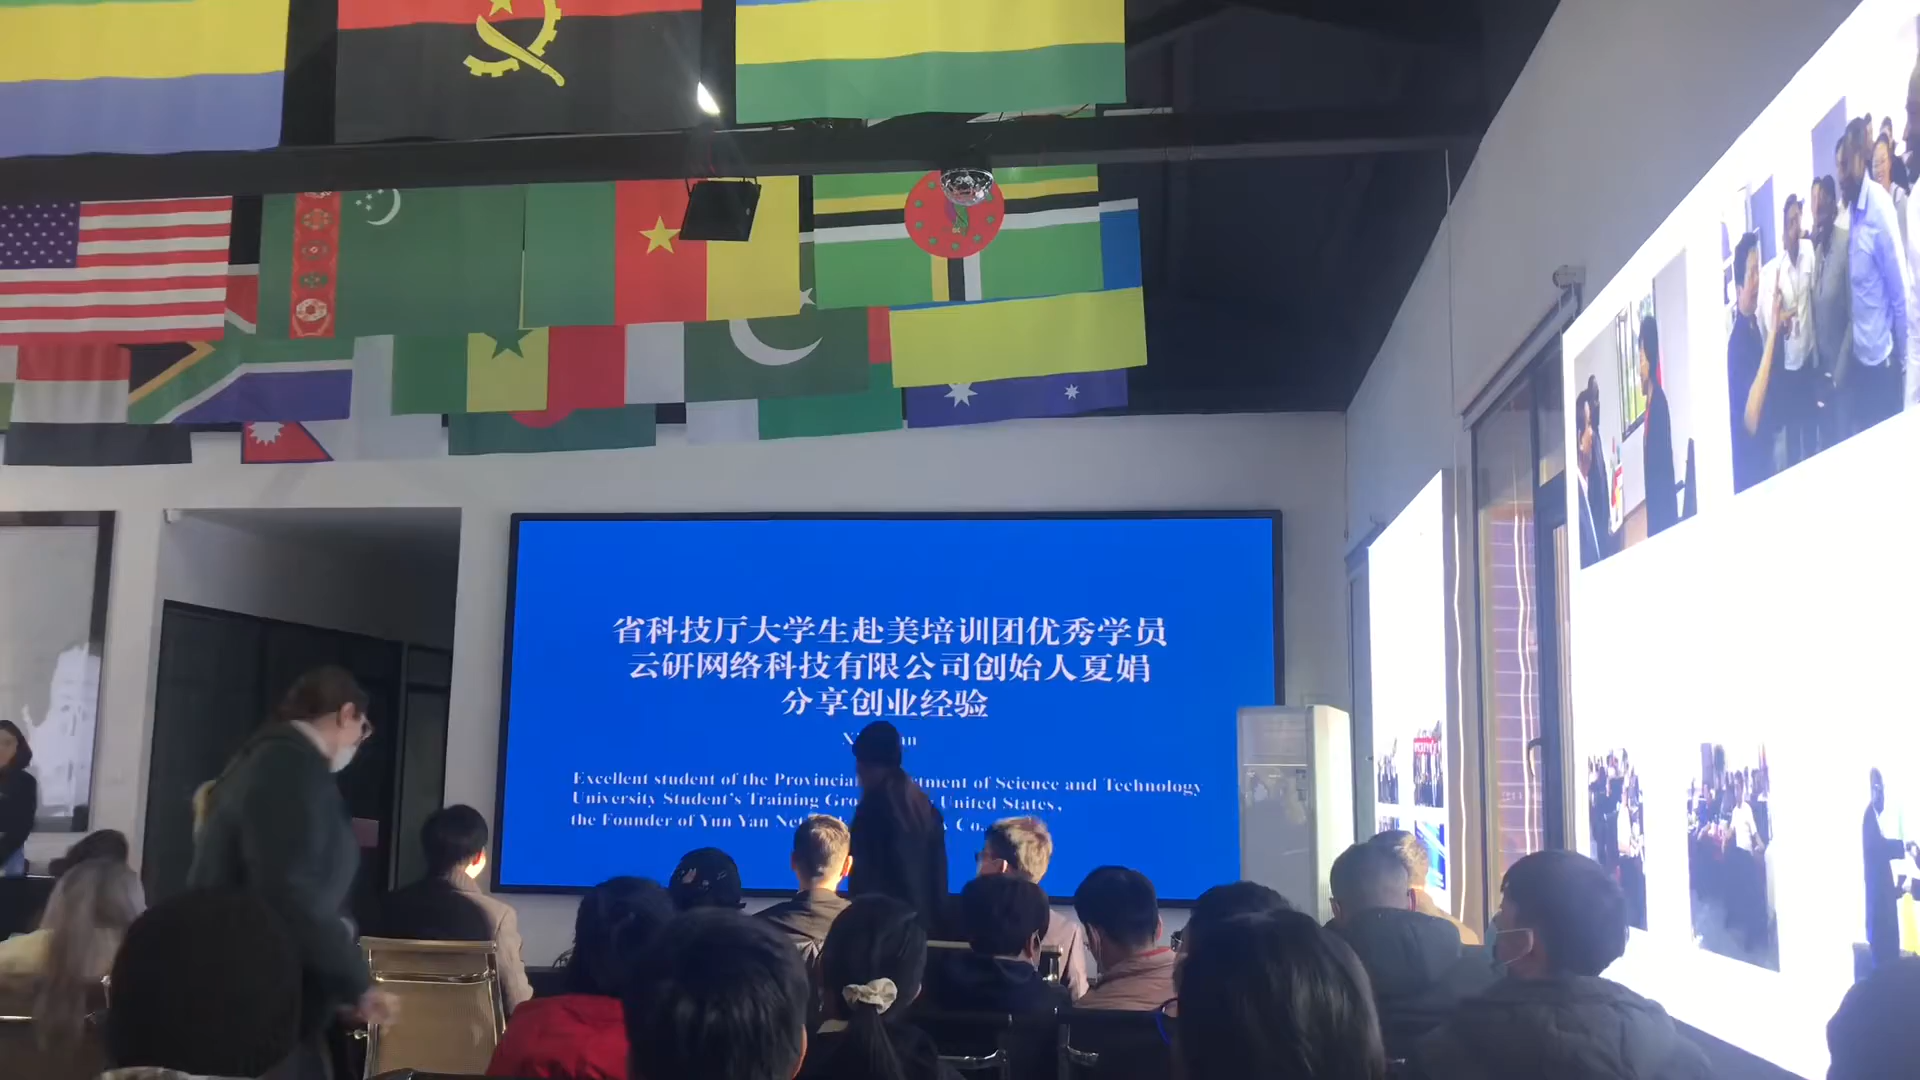 省科技厅大学生赴美培训团优秀学员
云研网络科技有限公司创始人夏娟
分享创业经验
Excellent student of the Provincial of Science and Technology
University Student's Training United States,
the Founder of Yun Yan Co.